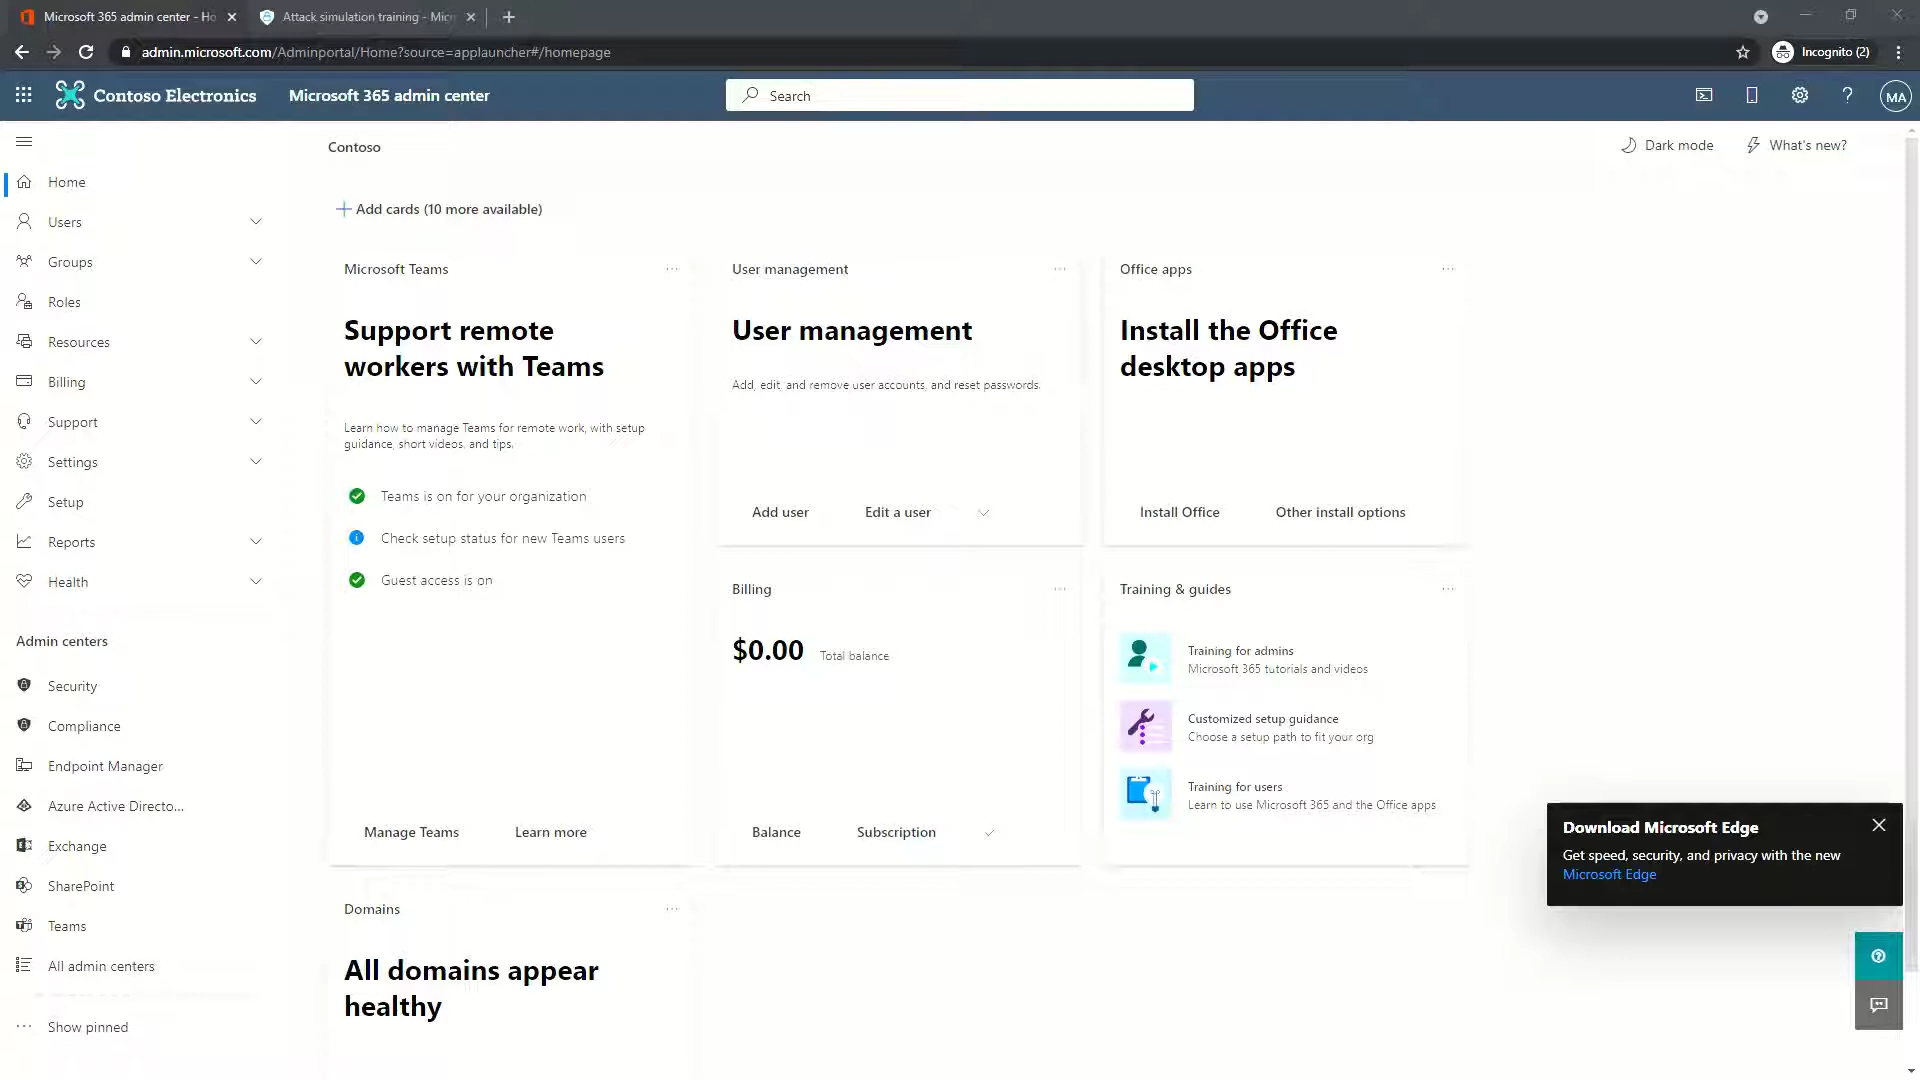 Microsoft 365 admin center - Ho
Attack simulation training - Micr
admin.microsoft.com/Adminportal/Home?source=applauncher#/homepage
Incognito (2)
Contoso Electronics
Microsoft 365 admin center
Search
MA
Contoso
Dark mode
What's new?
Home
Users
Groups
Roles
Resources
Billing
Support
Settings
Setup
Reports
Health
Admin centers
Security
Compliance
Endpoint Manager
Azure Active Directo...
Exchange
SharePoint
Teams
All admin centers
Show pinned
Add cards (10 more available)
Microsoft Teams
Support remote
workers with Teams
Learn how to manage Teams for remote work, with setup
guidance, short videos, and tips.
Teams is on for your organization
Check setup status for new Teams users
Guest access is on
Manage Teams
Learn more
User management
User management
Add, edit, and remove user accounts, and reset passwords.
Add user
Edit a user
Office apps
Install the Office
desktop apps
Install Office
Other install options
Billing
$0.00 Total balance
Balance
Subscription
Training & guides
Training for admins
Microsoft 365 tutorials and videos
Customized setup guidance
Choose a setup path to fit your org
Training for users
Learn to use Microsoft 365 and the Office apps
Domains
All domains appear
healthy
Download Microsoft Edge
Get speed, security, and privacy with the new
Microsoft Edge